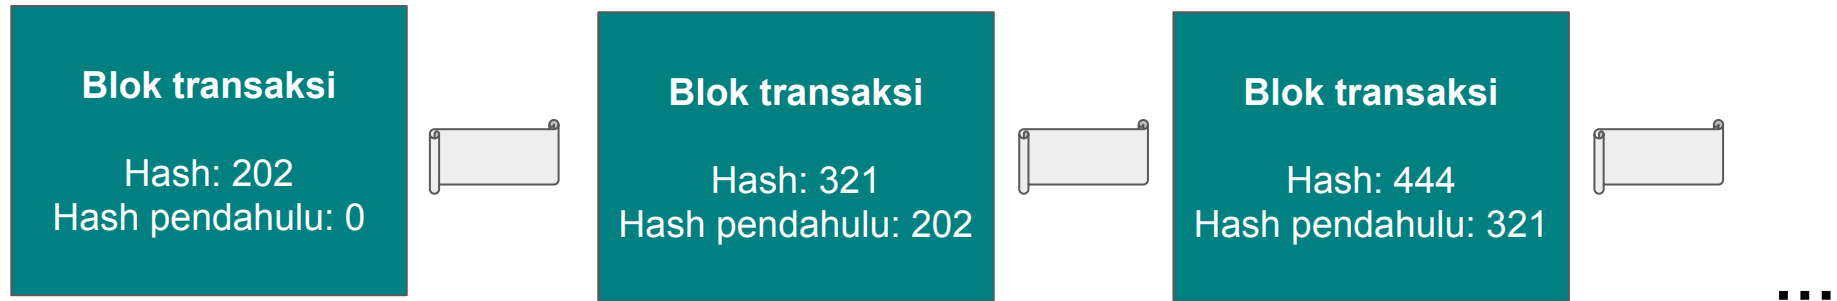 Blok transaksi
Hash: 202
Hash pendahulu: 0
Blok transaksi
Hash: 321
Hash pendahulu: 202
Blok transaksi
Hash: 444
Hash pendahulu: 321
...